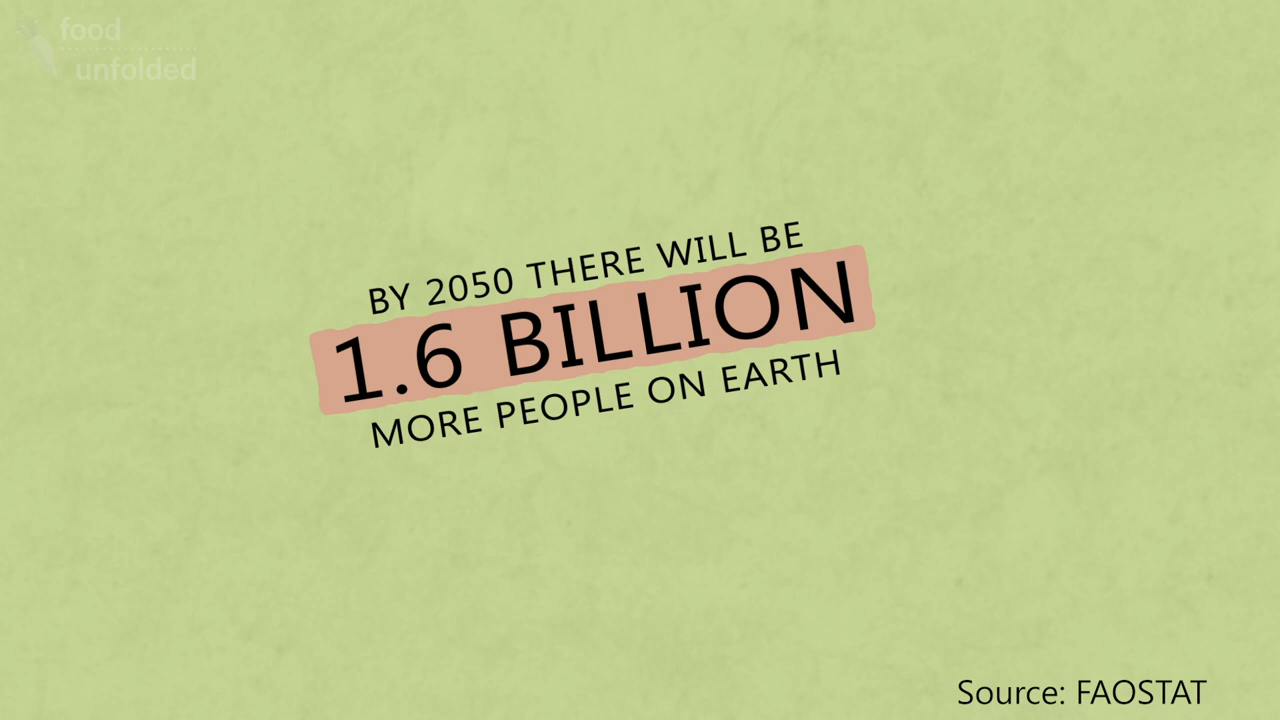 food
unfolded
BY 2050 THERE WILL BE
1.6 BILLION
MORE PEOPLE ON EARTH
Source: FAOSTAT